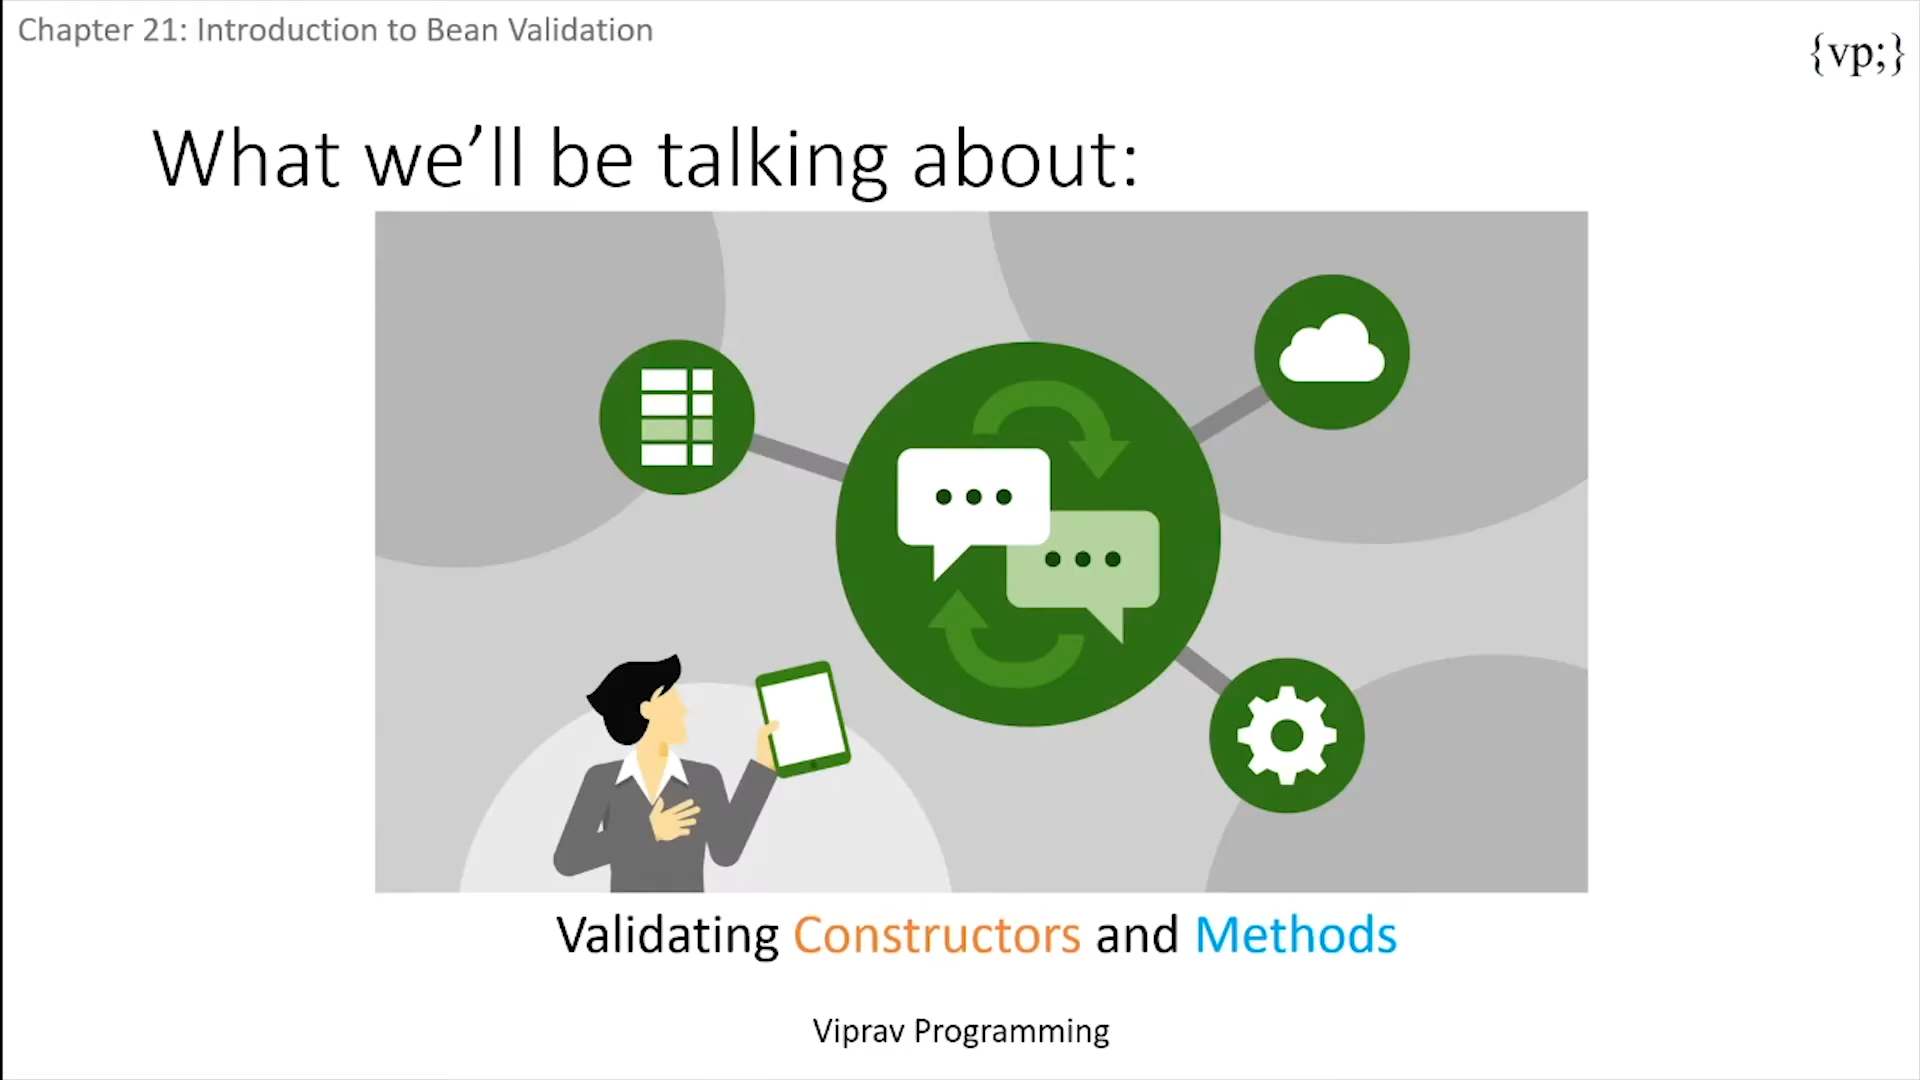 Chapter 21: Introduction to Bean Validation
{vp;}
What we’ll be talking about:
Validating Constructors and Methods
Viprav Programming